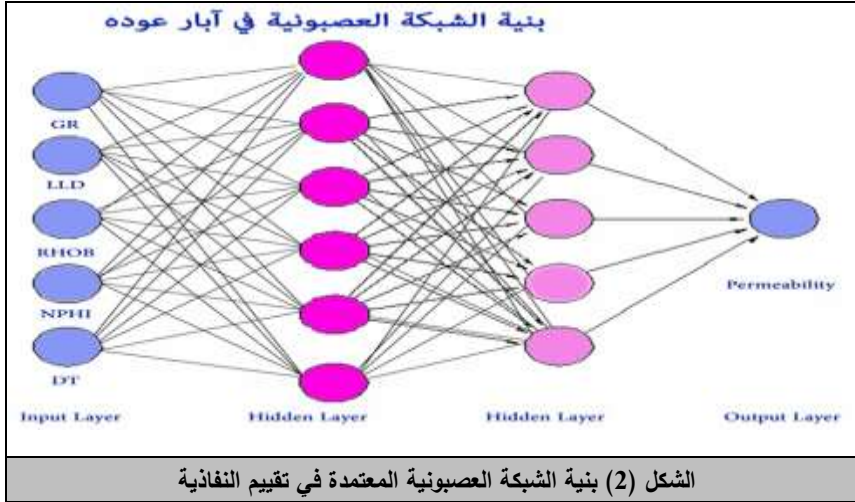 بنية الشبكة العصبونية في آبار عوده
GR
LLD
RHOB
NPHI
DT
Permeability
Input Layer
Hidden Layer
Hidden Layer
Output Layer
الشكل (2) بنية الشبكة العصبونية المعتمدة في تقييم النفاذية